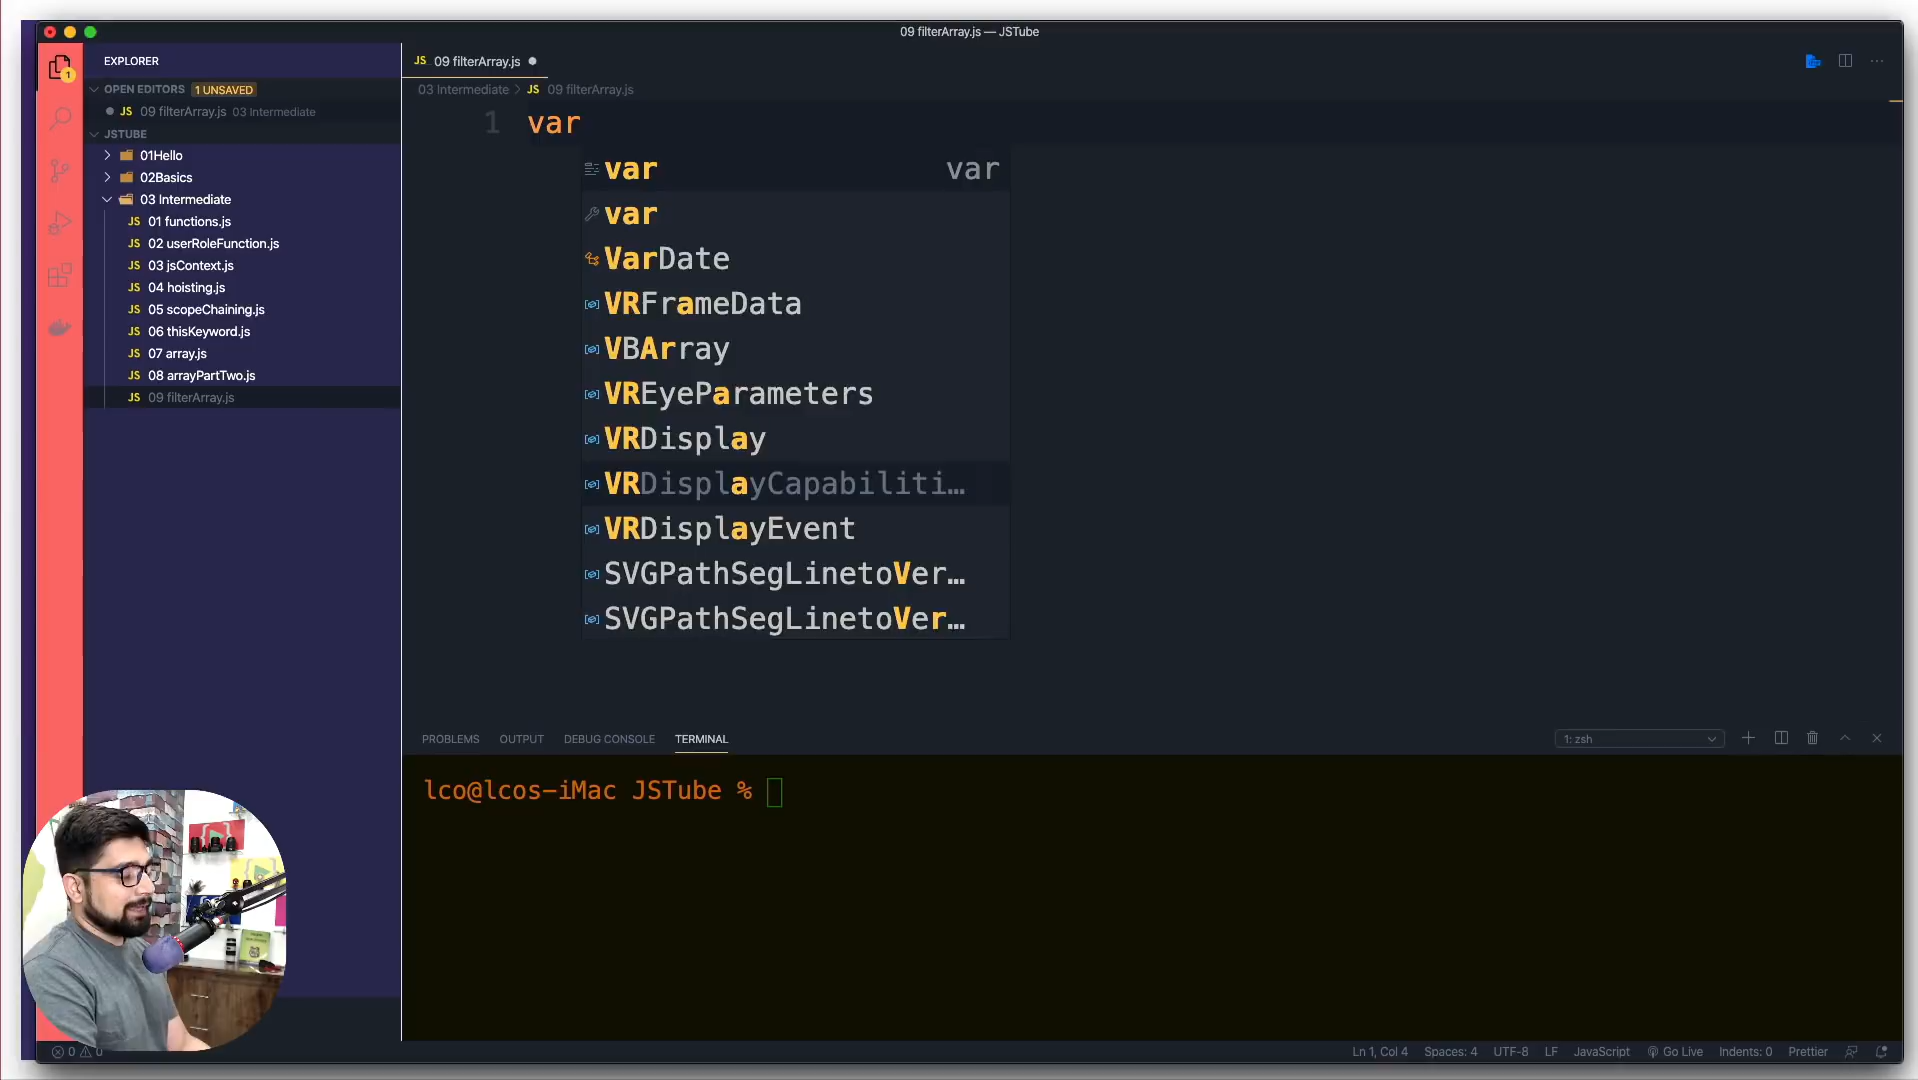 09 filterArray.js — JSTube
EXPLORER
OPEN EDITORS 1 UNSAVED
JS 09 filterArray.js 03 Intermediate
JSTUBE
01Hello
02Basics
03 Intermediate
JS 01 functions.js
JS 02 userRoleFunction.js
JS 03 jsContext.js
JS 04 hoisting.js
JS 05 scopeChaining.js
JS 06 thisKeyword.js
JS 07 array.js
JS 08 arrayPartTwo.js
JS 09 filterArray.js
1
JS 09 filterArray.js
03 Intermediate > JS 09 filterArray.js
1 var
var var
var
VarDate
VRFrameData
VBArray
VREyeParameters
VRDisplay
VRDisplayCapabiliti…
VRDisplayEvent
SVGPathSegLinetoVer…
SVGPathSegLinetoVer…
PROBLEMS OUTPUT DEBUG CONSOLE TERMINAL 1: zsh
lco@lcos-iMac JSTube %
0 0 Ln 1, Col 4 Spaces: 4 UTF-8 LF JavaScript Go Live Indents: 0 Prettier